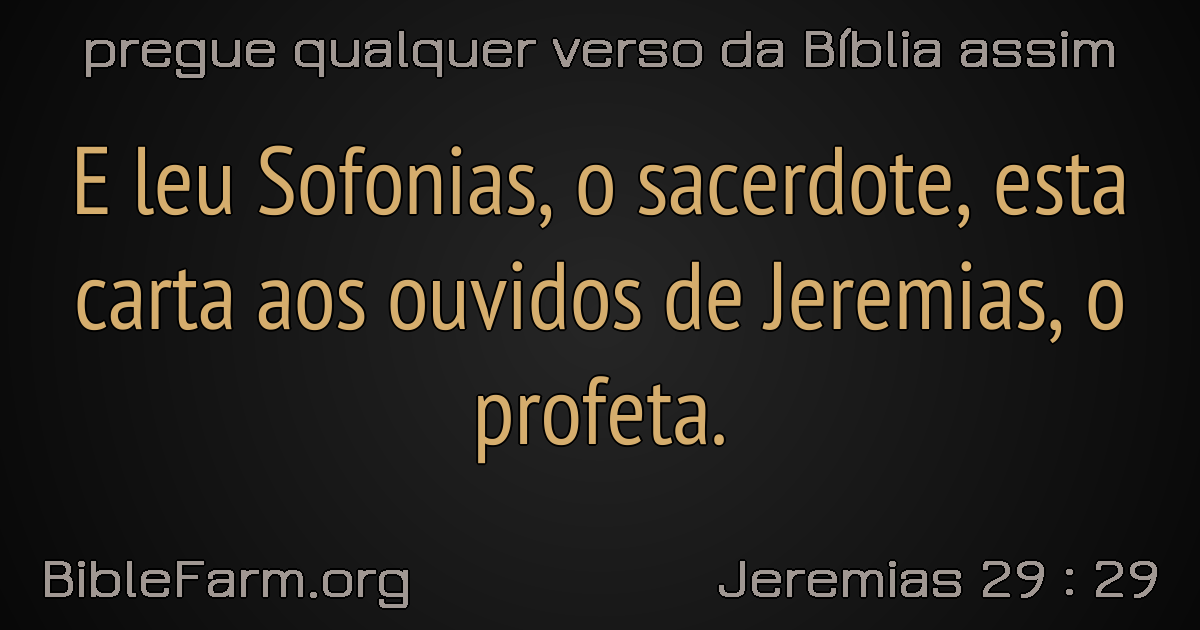 pregue qualquer verso da Bíblia assim
E leu Sofonias, o sacerdote, esta
carta aos ouvidos de Jeremias, o
profeta.
BibleFarm.org
Jeremias 29 : 29